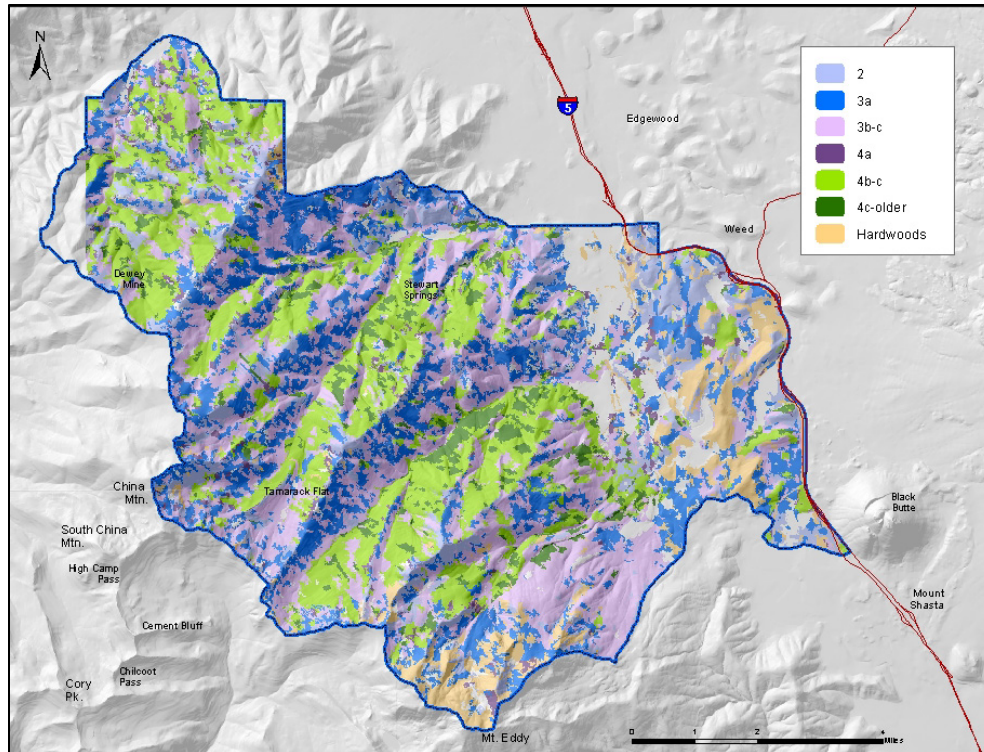 N
5
Edgewood
2
3a
3b-c
4a
4b-c
4c-older
Hardwoods
Weed
Dewey
Mine
Stewart
Springs
China
Mtn.
Tamarack Flat
South China
Mtn.
High Camp
Pass
Black
Butte
Cement Bluff
Mount
Shasta
Chilcoot
Pass
Cory
Pk.
Mt. Eddy
0
1
2
4
Miles